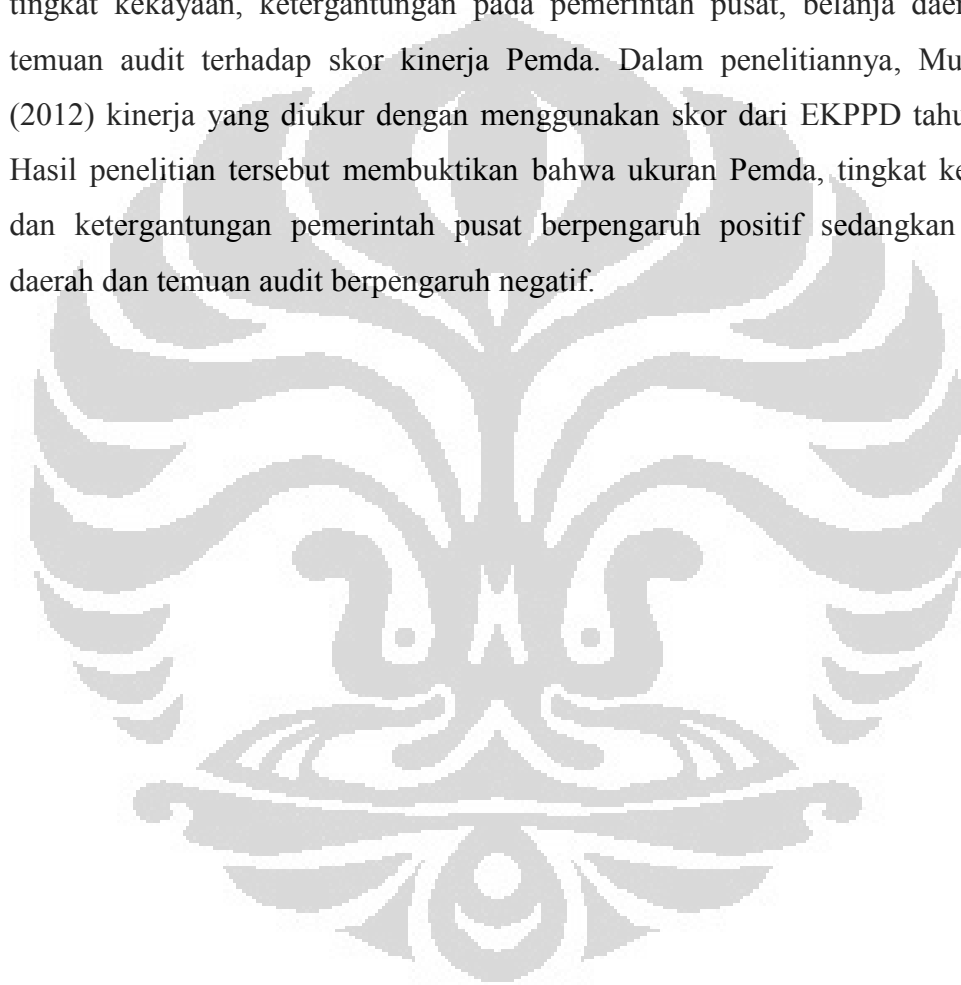 tingkat kekayaan, ketergantungan pada pemerintah pusat, belanja daer
temuan audit terhadap skor kinerja Pemda. Dalam penelitiannya, Mu
(2012) kinerja yang diukur dengan menggunakan skor dari EKPPD tahu
Hasil penelitian tersebut membuktikan bahwa ukuran Pemda, tingkat ke
dan ketergantungan pemerintah pusat berpengaruh positif sedangkan
daerah dan temuan audit berpengaruh negatif.